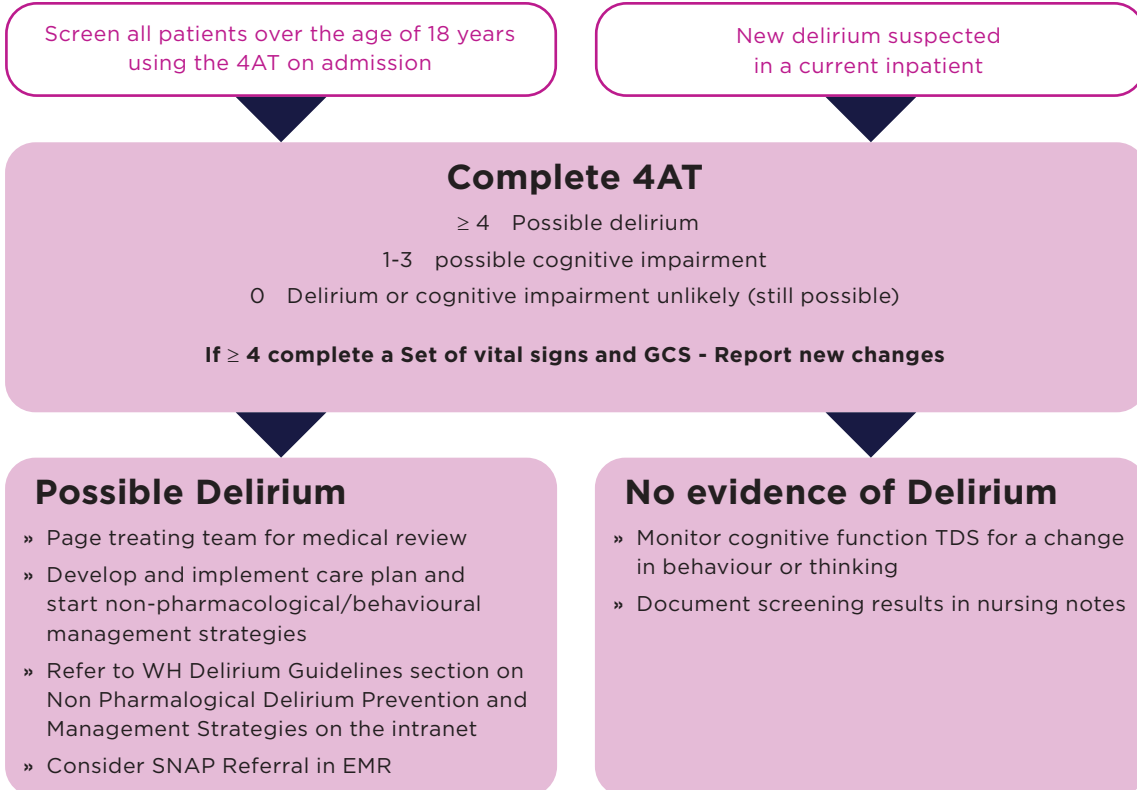 Screen all patients over the age of 18 years
using the 4AT on admission
New delirium suspected
in a current inpatient
Complete 4AT
≥ 4 Possible delirium
1-3 possible cognitive impairment
0 Delirium or cognitive impairment unlikely (still possible)
If ≥ 4 complete a Set of vital signs and GCS - Report new changes
Possible Delirium
» Page treating team for medical review
» Develop and implement care plan and
start non-pharmacological/behavioural
management strategies
» Refer to WH Delirium Guidelines section on
Non Pharmalogical Delirium Prevention and
Management Strategies on the intranet
» Consider SNAP Referral in EMR
No evidence of Delirium
» Monitor cognitive function TDS for a change
in behaviour or thinking
» Document screening results in nursing notes